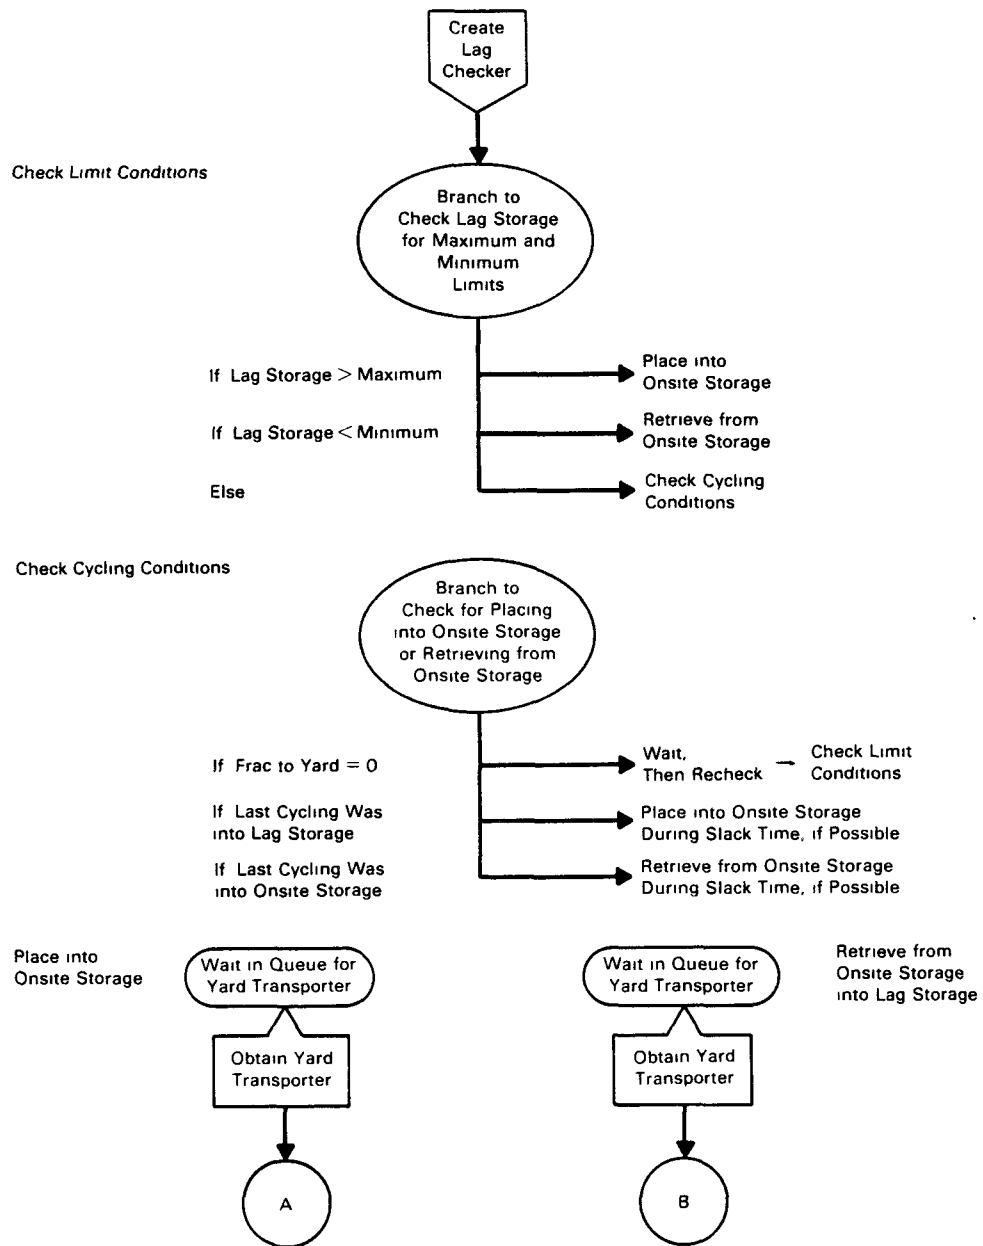 Create
Lag
Checker
Check Limit Conditions
Branch to
Check Lag Storage
for Maximum and
Minimum
Limits
If Lag Storage > Maximum
Place into
Onsite Storage
If Lag Storage < Minimum
Retrieve from
Onsite Storage
Else
Check Cycling
Conditions
Check Cycling Conditions
Branch to
Check for Placing
into Onsite Storage
or Retrieving from
Onsite Storage
If Frac to Yard = 0
Wait,
Then Recheck → Check Limit
Conditions
If Last Cycling Was
into Lag Storage
Place into Onsite Storage
During Slack Time, if Possible
If Last Cycling Was
into Onsite Storage
Retrieve from Onsite Storage
During Slack Time, if Possible
Place into
Onsite Storage
Wait in Queue for
Yard Transporter
Obtain Yard
Transporter
A
Wait in Queue for
Yard Transporter
Obtain Yard
Transporter
B
Retrieve from
Onsite Storage
into Lag Storage